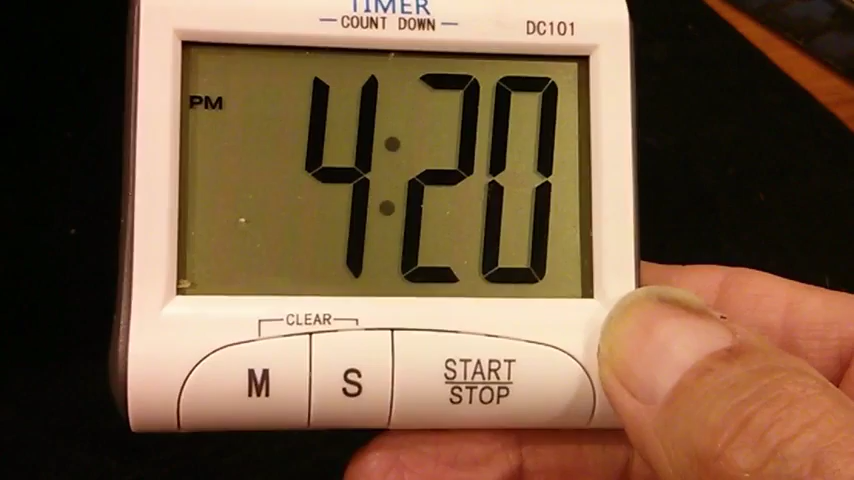 TIMER
COUNT DOWN
DC101
PM
4:20
CLEAR
M
S
START
STOP